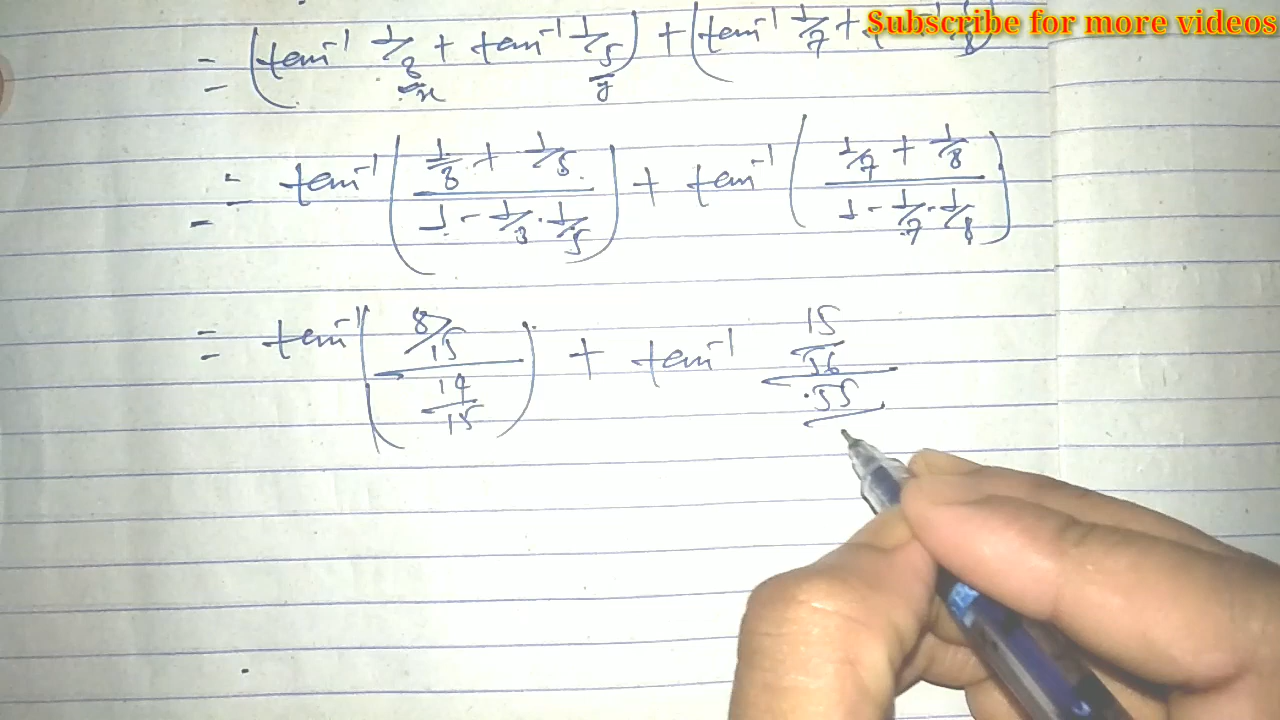 Subscribe for more videos
= (tan⁻¹ 1/3 + tan⁻¹ 1/5) + (tan⁻¹ 1/7 + 1/8)
x y
= tan⁻¹ ( (1/3 + 1/5) / (1 - 1/3 · 1/5) ) + tan⁻¹ ( (1/7 + 1/8) / (1 - 1/7 · 1/8) )
= tan⁻¹ ( (8/15) / (14/15) ) + tan⁻¹ (15/56) / 55